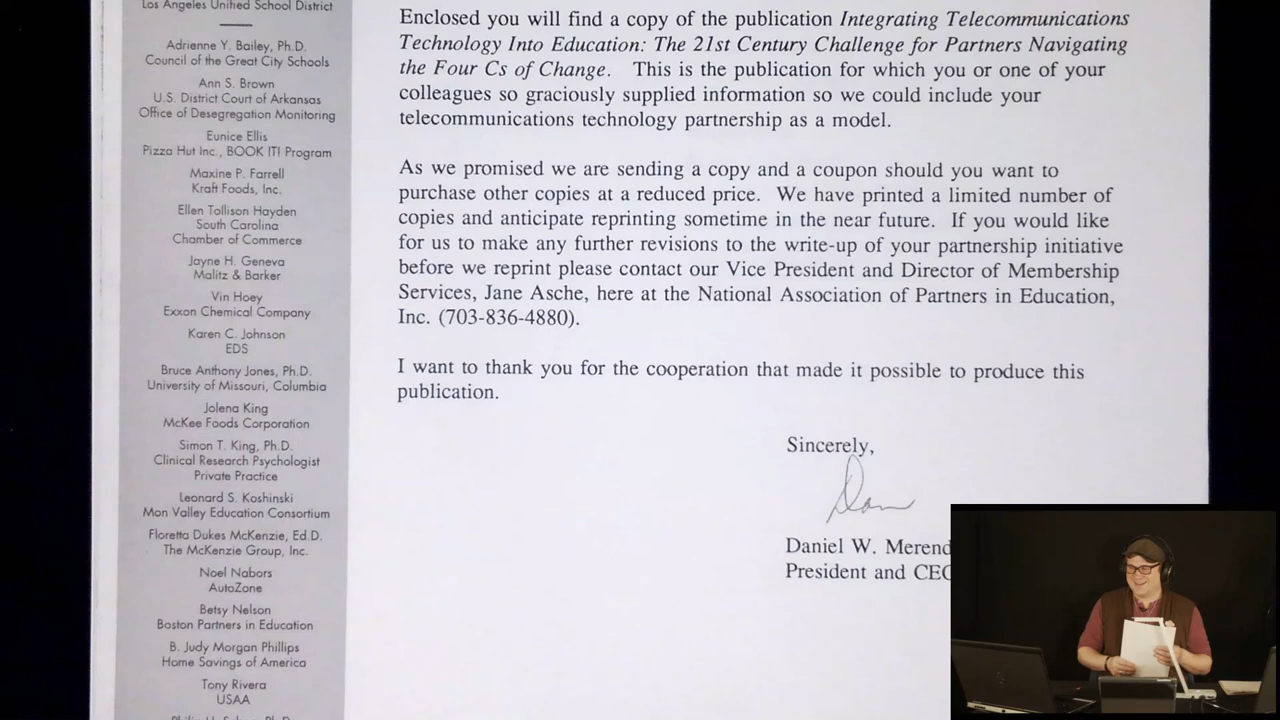 Los Angeles Unified School District
Adrienne Y. Bailey, Ph.D.
Council of the Great City Schools
Ann S. Brown
U.S. District Court of Arkansas
Office of Desegregation Monitoring
Eunice Ellis
Pizza Hut Inc., BOOK IT! Program
Maxine P. Farrell
Kraft Foods, Inc.
Ellen Tollison Hayden
South Carolina
Chamber of Commerce
Jayne H. Geneva
Malitz & Barker
Vin Hoey
Exxon Chemical Company
Karen C. Johnson
EDS
Bruce Anthony Jones, Ph.D.
University of Missouri, Columbia
Jolena King
McKee Foods Corporation
Simon T. King, Ph.D.
Clinical Research Psychologist
Private Practice
Leonard S. Koshinski
Mon Valley Education Consortium
Floretta Dukes McKenzie, Ed.D.
The McKenzie Group, Inc.
Noel Nabors
AutoZone
Betsy Nelson
Boston Partners in Education
B. Judy Morgan Phillips
Home Savings of America
Tony Rivera
USAA
Enclosed you will find a copy of the publication Integrating Telecommunications
Technology Into Education: The 21st Century Challenge for Partners Navigating
the Four Cs of Change. This is the publication for which you or one of your
colleagues so graciously supplied information so we could include your
telecommunications technology partnership as a model.
As we promised we are sending a copy and a coupon should you want to
purchase other copies at a reduced price. We have printed a limited number of
copies and anticipate reprinting sometime in the near future. If you would like
for us to make any further revisions to the write-up of your partnership initiative
before we reprint please contact our Vice President and Director of Membership
Services, Jane Asche, here at the National Association of Partners in Education,
Inc. (703-836-4880).
I want to thank you for the cooperation that made it possible to produce this
publication.
Sincerely,
Dan
Daniel W. Merend
President and CEO